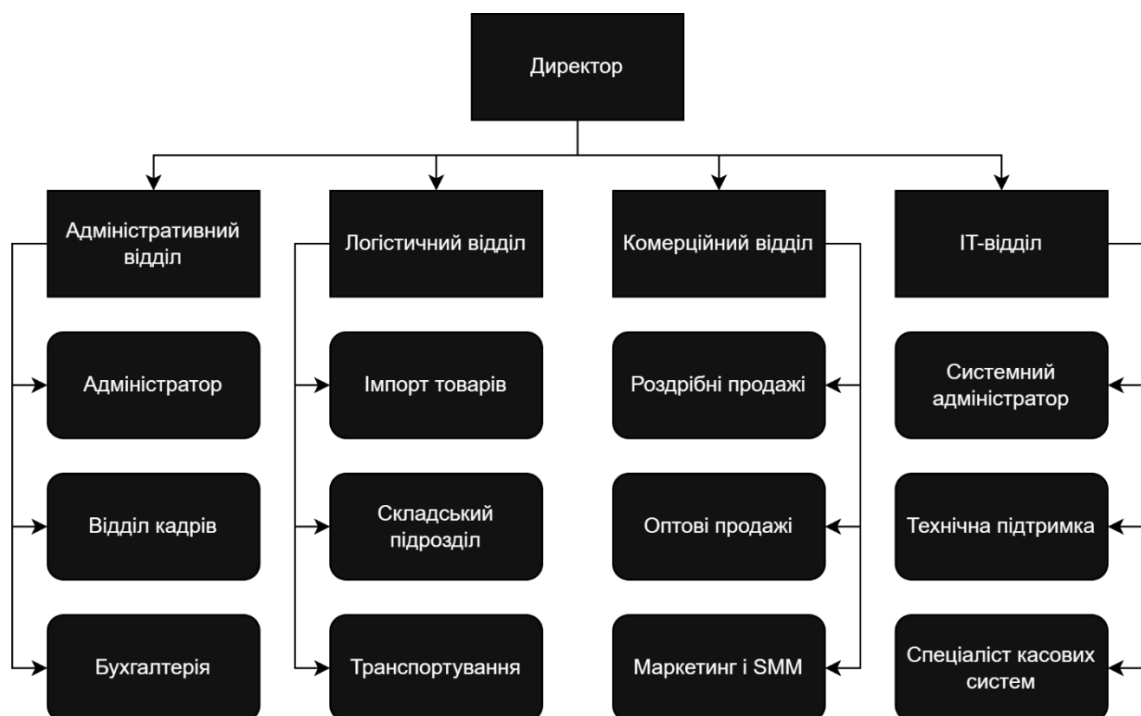 Директор
Адміністративний
відділ
Логістичний відділ
Комерційний відділ
ІТ-відділ
Адміністратор
Імпорт товарів
Роздрібні продажі
Системний
адміністратор
Відділ кадрів
Складський
підрозділ
Оптові продажі
Технічна підтримка
Бухгалтерія
Транспортування
Маркетинг і SMM
Спеціаліст касових
систем